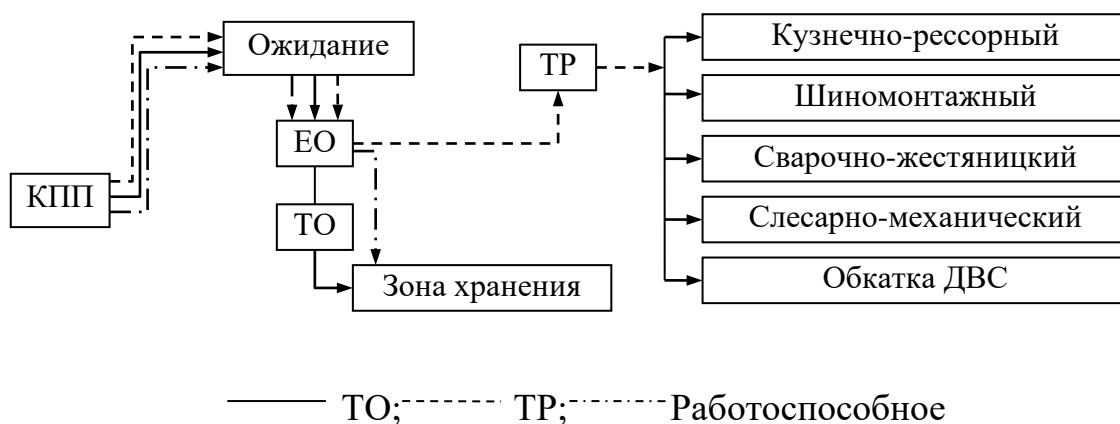 Ожидание
ТР
Кузнечно-рессорный
Шиномонтажный
ЕО
Сварочно-жестяницкий
КПП
ТО
Слесарно-механический
Зона хранения
Обкатка ДВС
ТО; ТР; Работоспособное